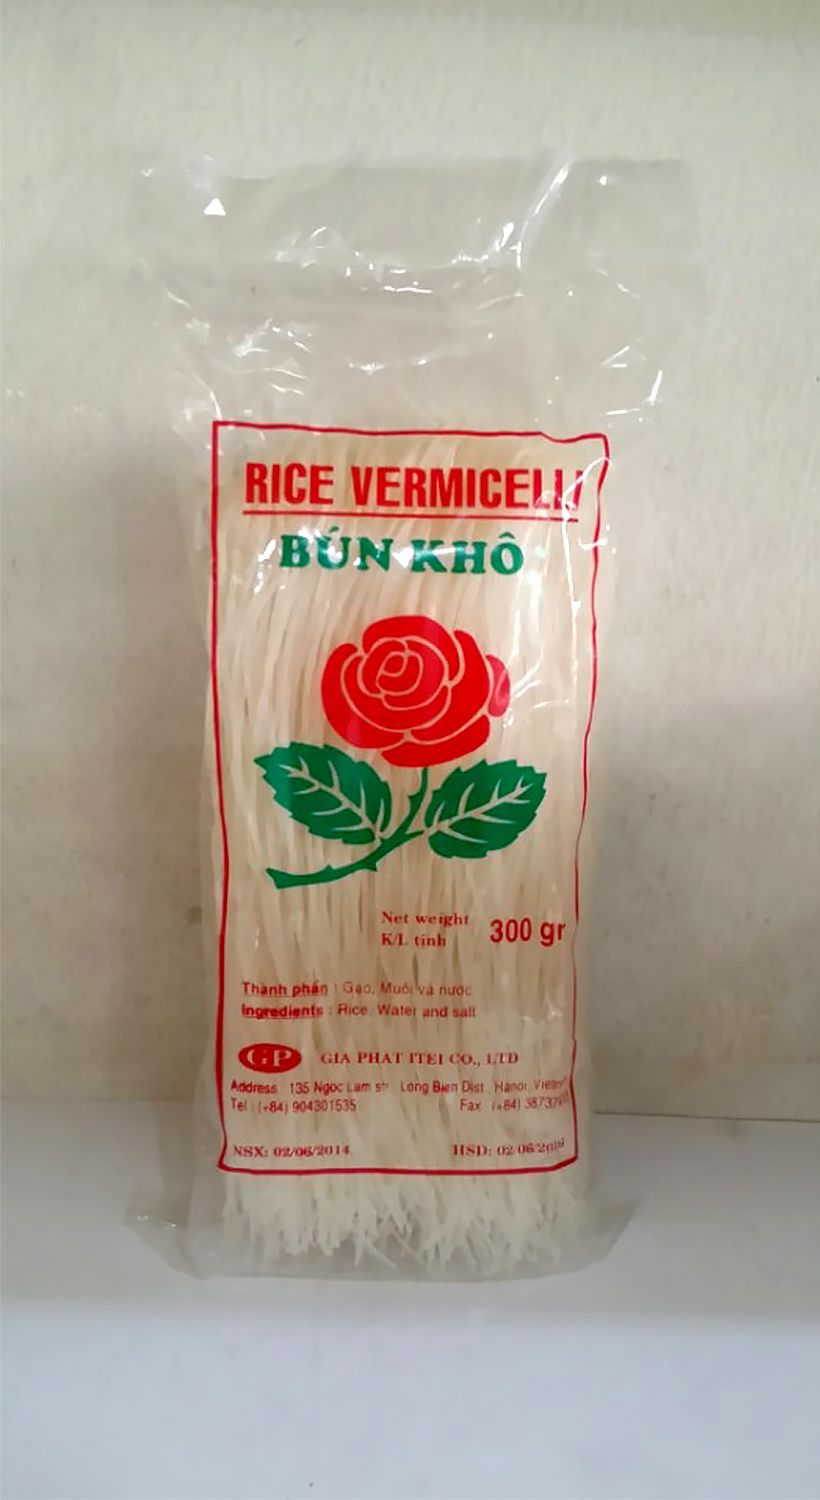 RICE VERMICELLI
BÚN KHÔ
Net weight
K/L tịnh
300 gr
Thành phần : Gạo, Muối và nước
Ingredients : Rice, Water and salt
GP GIA PHAT ITEI CO., LTD
Address 135 Ngoc Lam str Long Bien Dist Hanoi, Vietnam
Tel : (+84) 904301535 Fax (+84)
NSX: 02/06/2014 HSD: